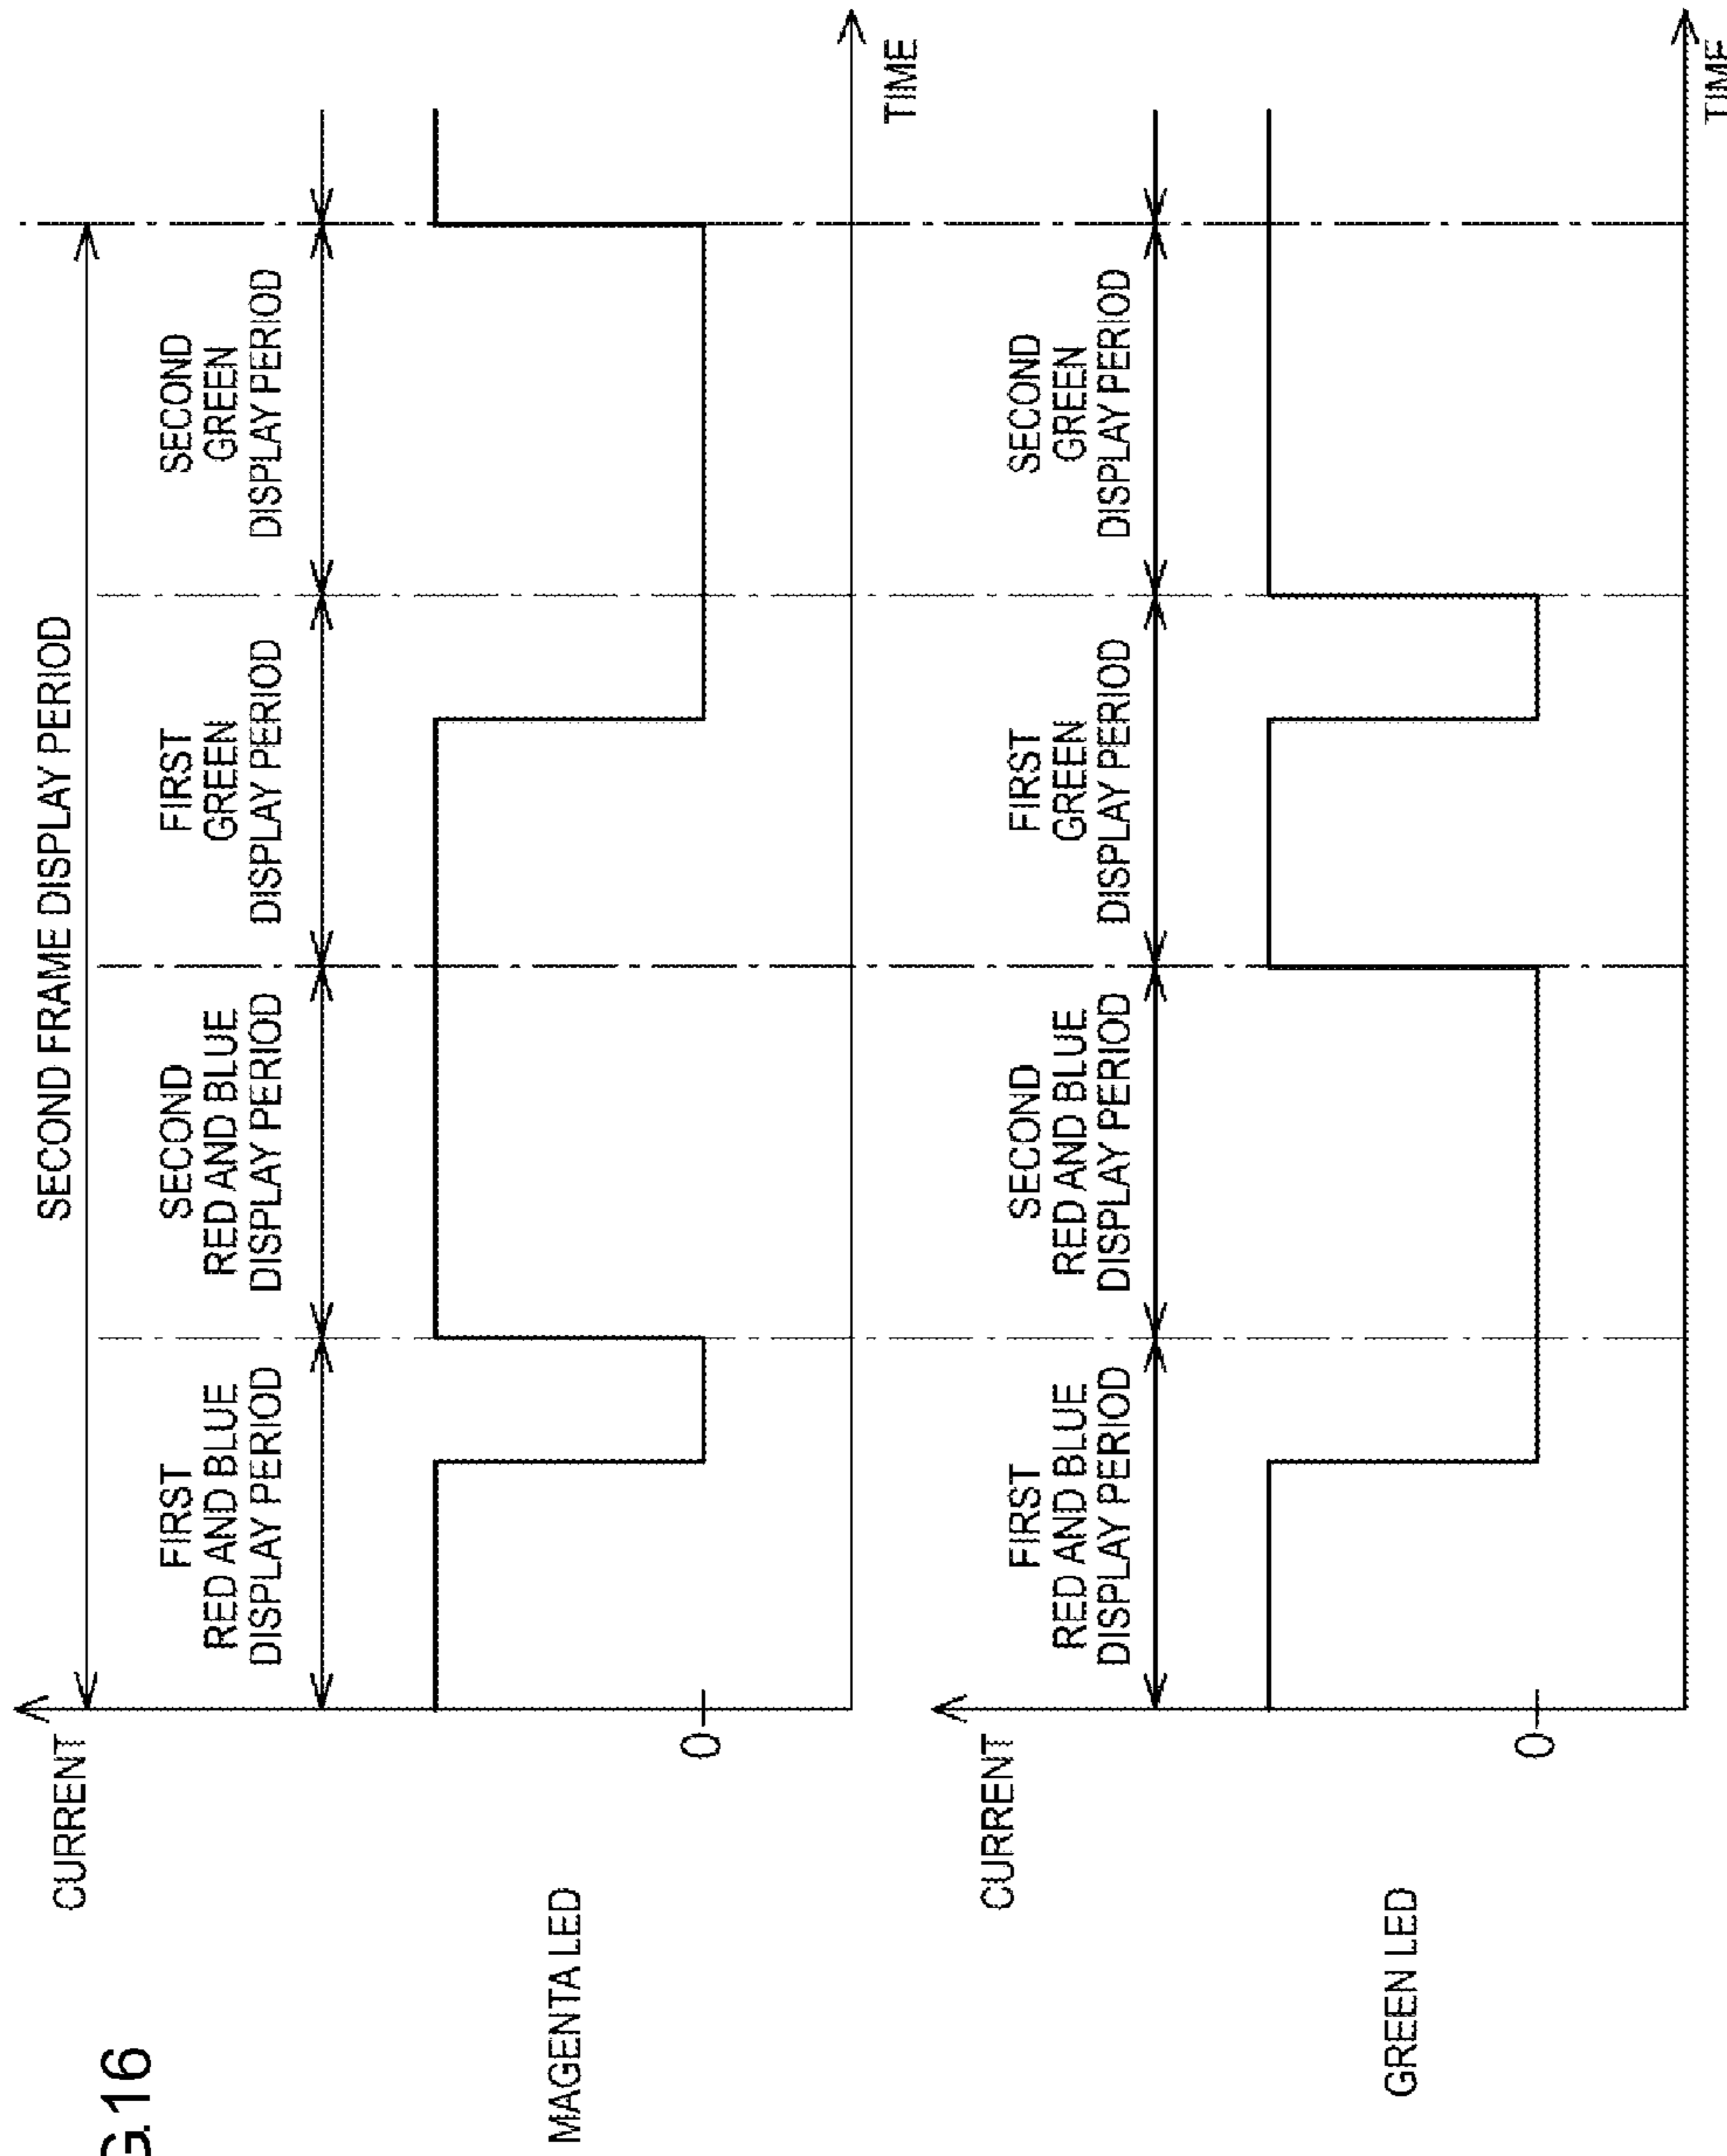 G.16
SECOND FRAME DISPLAY PERIOD
CURRENT
FIRST
RED AND BLUE
DISPLAY PERIOD
SECOND
RED AND BLUE
DISPLAY PERIOD
FIRST
GREEN
DISPLAY PERIOD
SECOND
GREEN
DISPLAY PERIOD
MAGENTA LED
0
TIME
CURRENT
FIRST
RED AND BLUE
DISPLAY PERIOD
SECOND
RED AND BLUE
DISPLAY PERIOD
FIRST
GREEN
DISPLAY PERIOD
SECOND
GREEN
DISPLAY PERIOD
GREEN LED
0
TIME